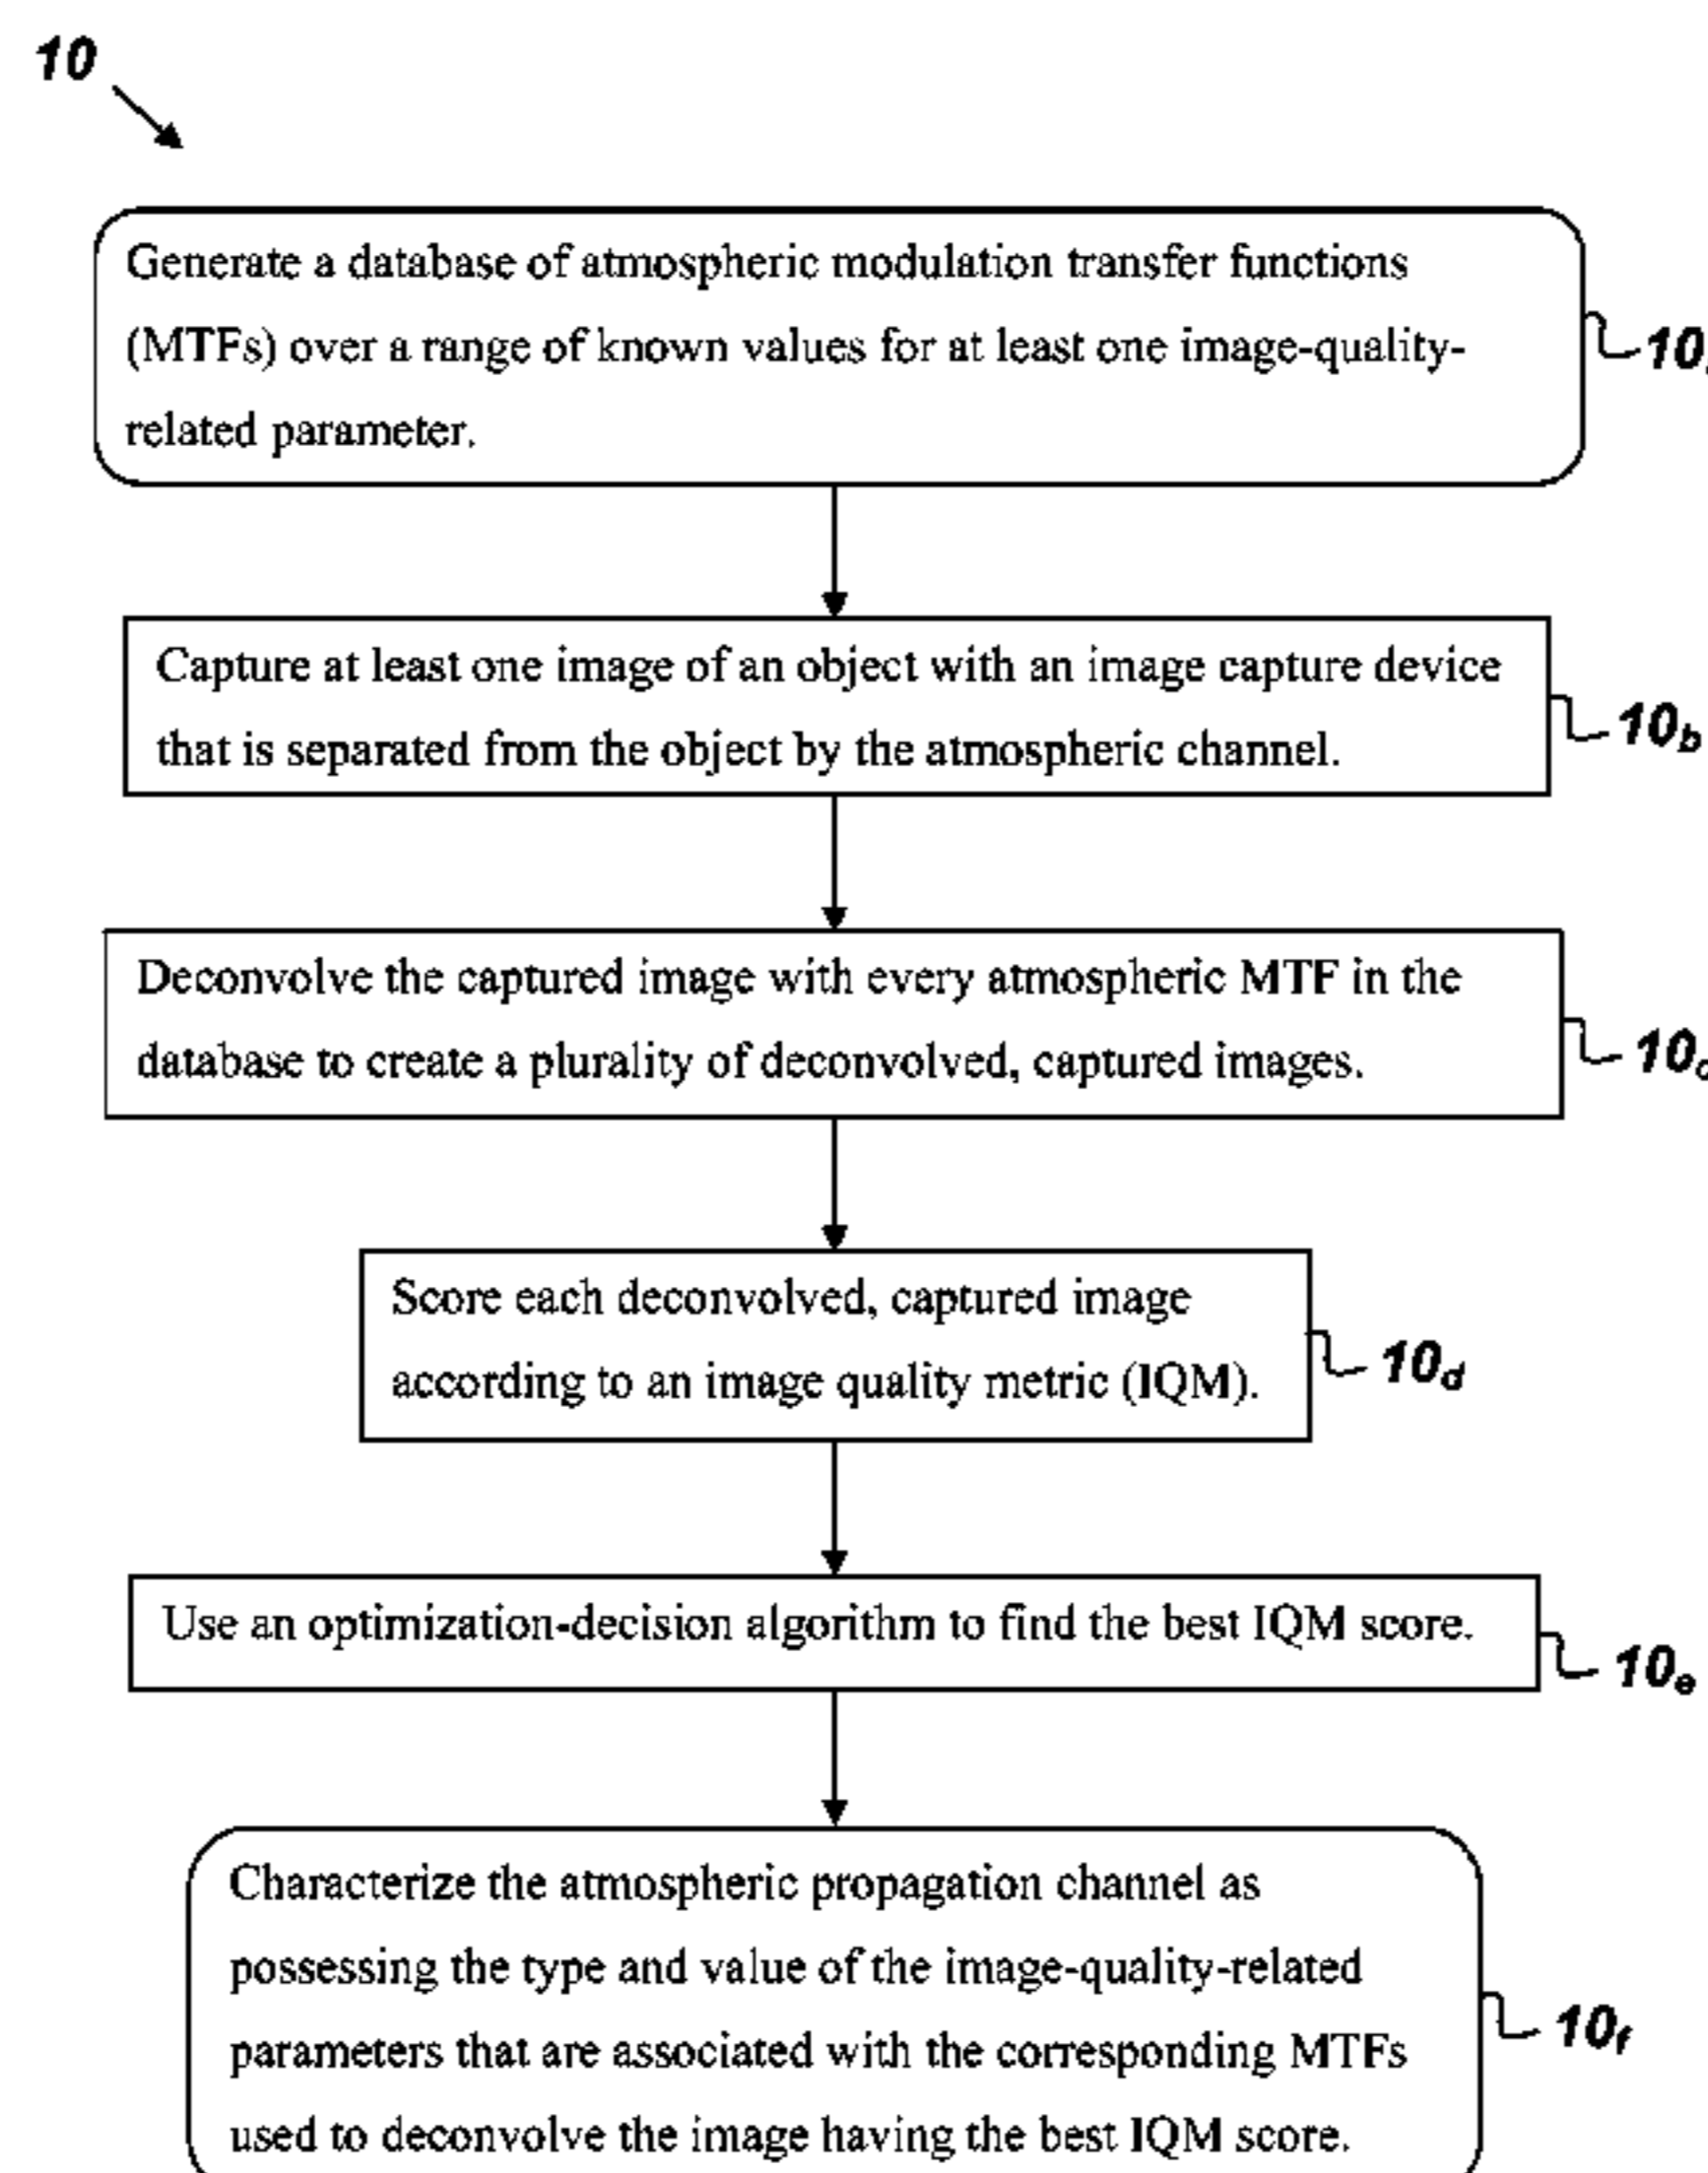 10
Generate a database of atmospheric modulation transfer functions
(MTFs) over a range of known values for at least one image-quality-
related parameter.
10
Capture at least one image of an object with an image capture device
that is separated from the object by the atmospheric channel.
10b
Deconvolve the captured image with every atmospheric MTF in the
database to create a plurality of deconvolved, captured images.
10c
Score each deconvolved, captured image
according to an image quality metric (IQM).
10d
Use an optimization-decision algorithm to find the best IQM score.
10e
Characterize the atmospheric propagation channel as
possessing the type and value of the image-quality-related
parameters that are associated with the corresponding MTFs
used to deconvolve the image having the best IQM score.
10f